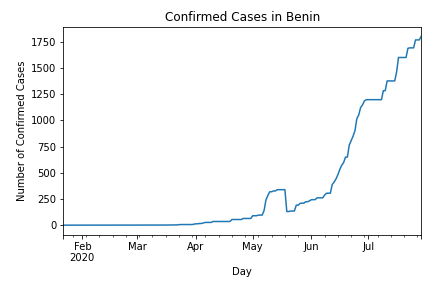 Confirmed Cases in Benin
Number of Confirmed Cases
1750
1500
1250
1000
750
500
250
0
Feb Mar Apr May Jun Jul
2020
Day